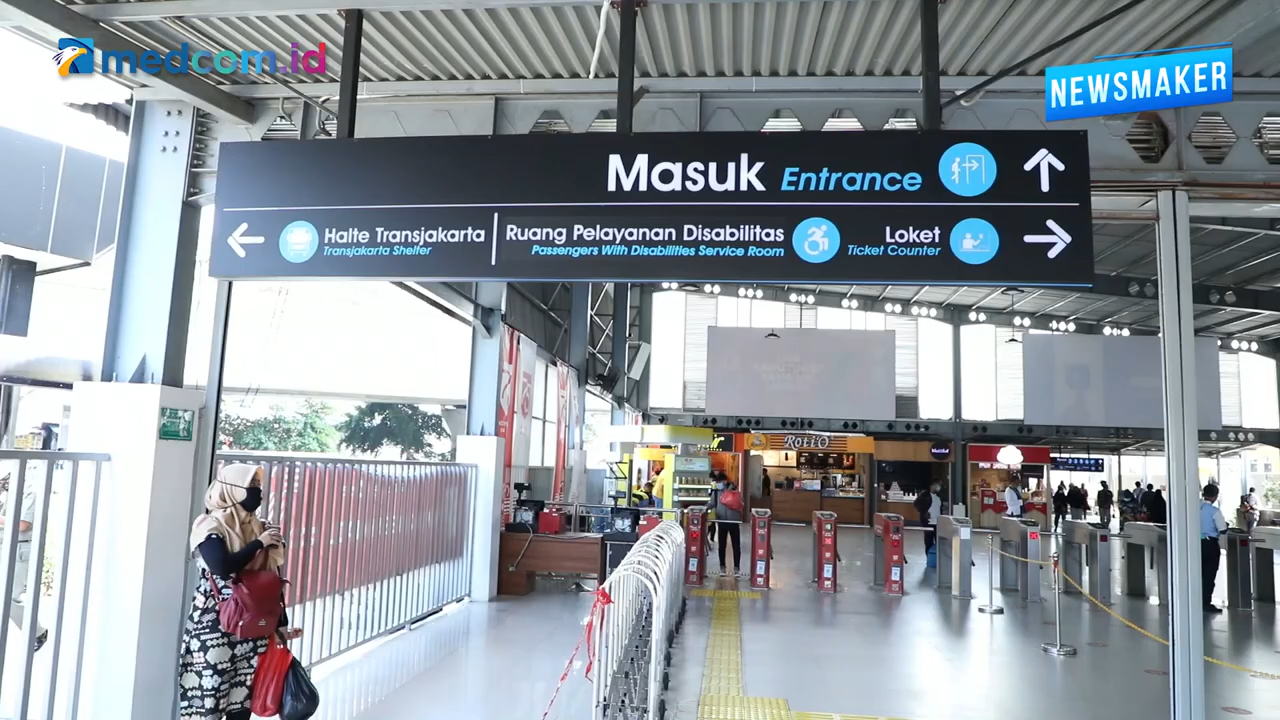 medcom.id
NEWSMAKER
Masuk Entrance
Halte Transjakarta
Transjakarta Shelter
Ruang Pelayanan Disabilitas
Passengers With Disabilities Service Room
Loket
Ticket Counter
Roti'O